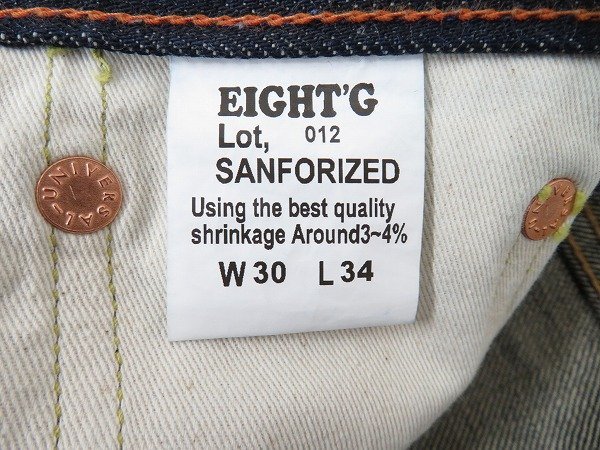 EIGHT'G
Lot, 012
SANFORIZED
Using the best quality
shrinkage Around3~4%
W30 L34
UNIVERSAL